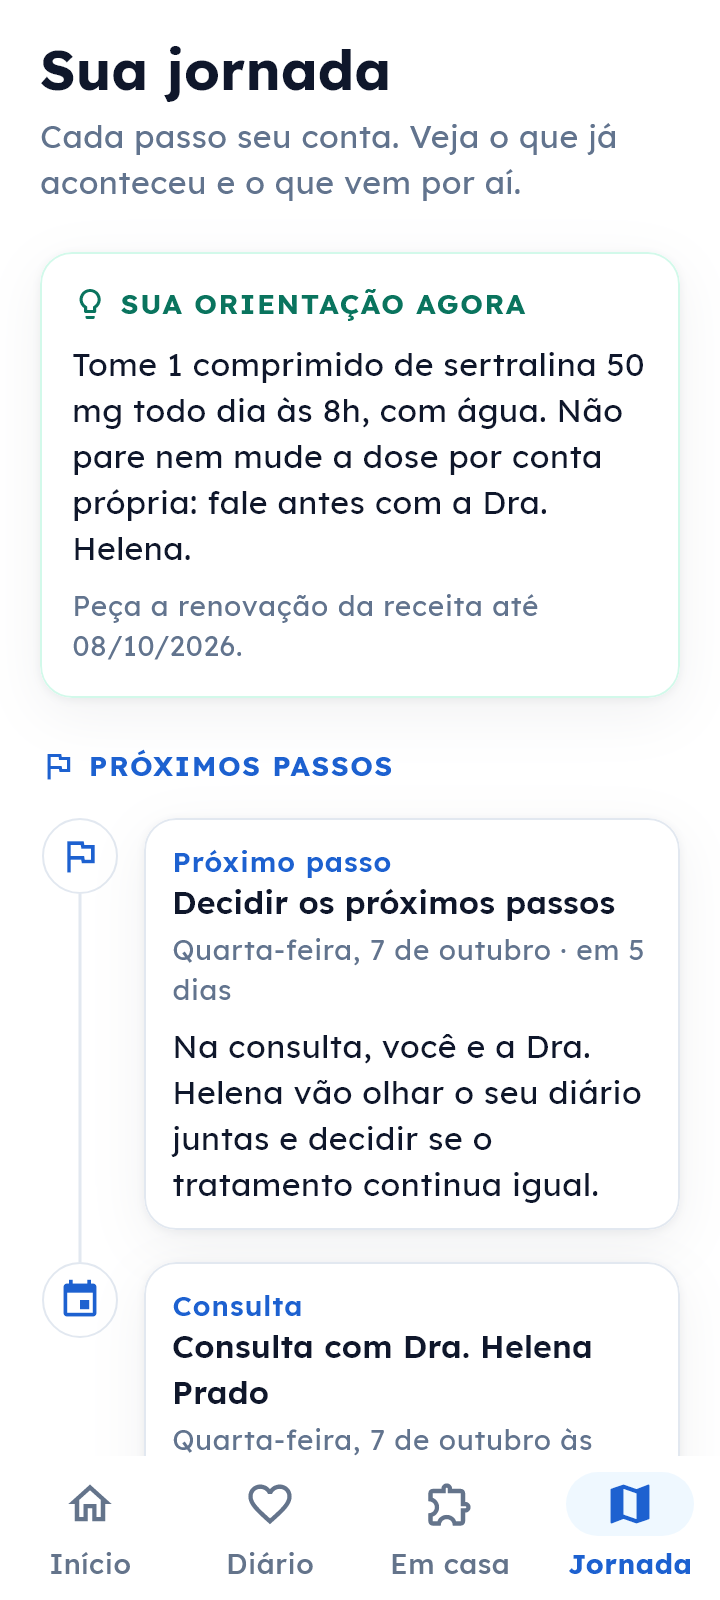 Sua jornada
Cada passo seu conta. Veja o que já
aconteceu e o que vem por aí.
SUA ORIENTAÇÃO AGORA
Tome 1 comprimido de sertralina 50
mg todo dia às 8h, com água. Não
pare nem mude a dose por conta
própria: fale antes com a Dra.
Helena.
Peça a renovação da receita até
08/10/2026.
PRÓXIMOS PASSOS
Próximo passo
Decidir os próximos passos
Quarta-feira, 7 de outubro · em 5
dias
Na consulta, você e a Dra.
Helena vão olhar o seu diário
juntas e decidir se o
tratamento continua igual.
Consulta
Consulta com Dra. Helena
Prado
Quarta-feira, 7 de outubro às
Início
Diário
Em casa
Jornada